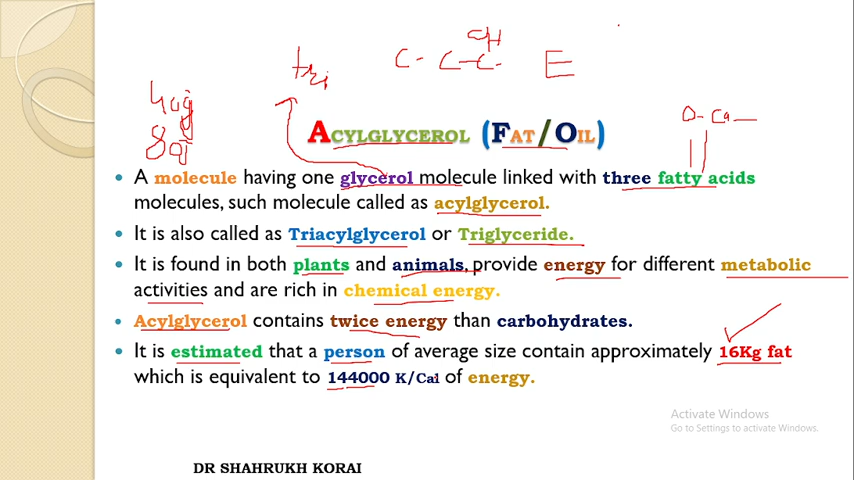 C - C - C - OH E
tri
ACYLGLYCEROL (FAT/OIL)
• A molecule having one glycerol molecule linked with three fatty acids
molecules, such molecule called as acylglycerol.
• It is also called as Triacylglycerol or Triglyceride.
• It is found in both plants and animals, provide energy for different metabolic
activities and are rich in chemical energy.
• Acylglycerol contains twice energy than carbohydrates.
• It is estimated that a person of average size contain approximately 16Kg fat
which is equivalent to 144000 K/Cal of energy.
Activate Windows
Go to Settings to activate Windows.
DR SHAHRUKH KORAI